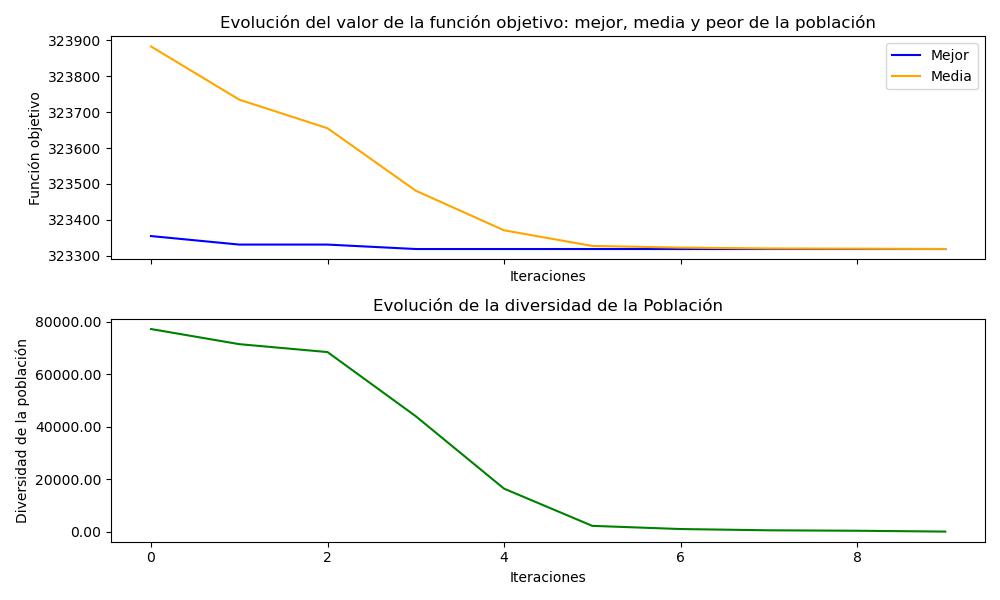 Evolución del valor de la función objetivo: mejor, media y peor de la población
323900
323800
323700
323600
323500
323400
323300
Función objetivo
Mejor
Media
Iteraciones
Evolución de la diversidad de la Población
80000.00
60000.00
40000.00
20000.00
0.00
Diversidad de la población
0 2 4 6 8
Iteraciones